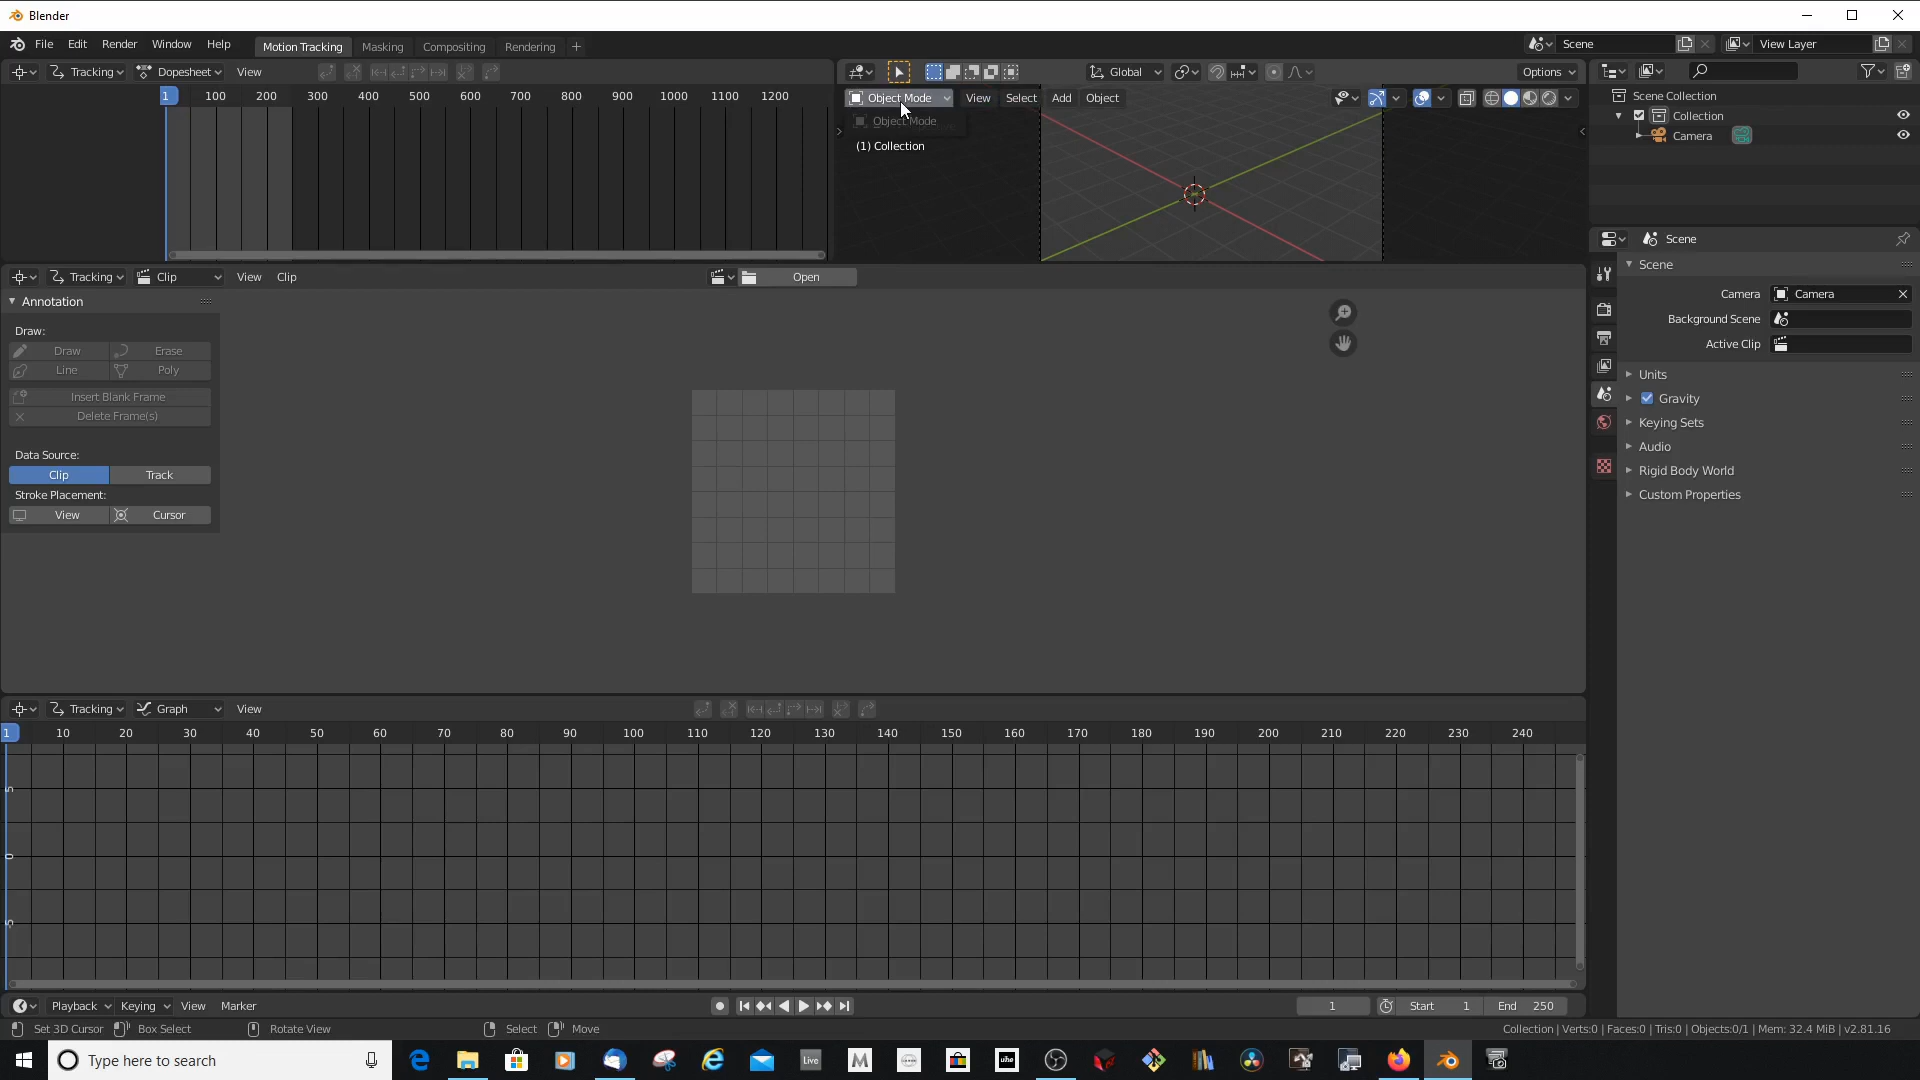 Blender
File Edit Render Window Help Motion Tracking Masking Compositing Rendering + Scene View Layer
Tracking Dopesheet View Global Options
1 100 200 300 400 500 600 700 800 900 1000 1100 1200
Object Mode View Select Add Object
Object Mode
(1) Collection
Scene Collection
Collection
Camera
Scene
Scene
Camera Camera
Background Scene
Active Clip
Units
Gravity
Keying Sets
Audio
Rigid Body World
Custom Properties
Tracking Clip View Clip Open
Annotation
Draw:
Draw Erase
Line Poly
Insert Blank Frame
Delete Frame(s)
Data Source:
Clip Track
Stroke Placement:
View Cursor
Tracking Graph View
1 10 20 30 40 50 60 70 80 90 100 110 120 130 140 150 160 170 180 190 200 210 220 230 240
5
0
-5
Playback Keying View Marker 1 Start 1 End 250
Set 3D Cursor Box Select Rotate View Select Move Collection | Verts:0 | Faces:0 | Tris:0 | Objects:0/1 | Mem: 32.4 MiB | v2.81.16
Type here to search Live M uhe